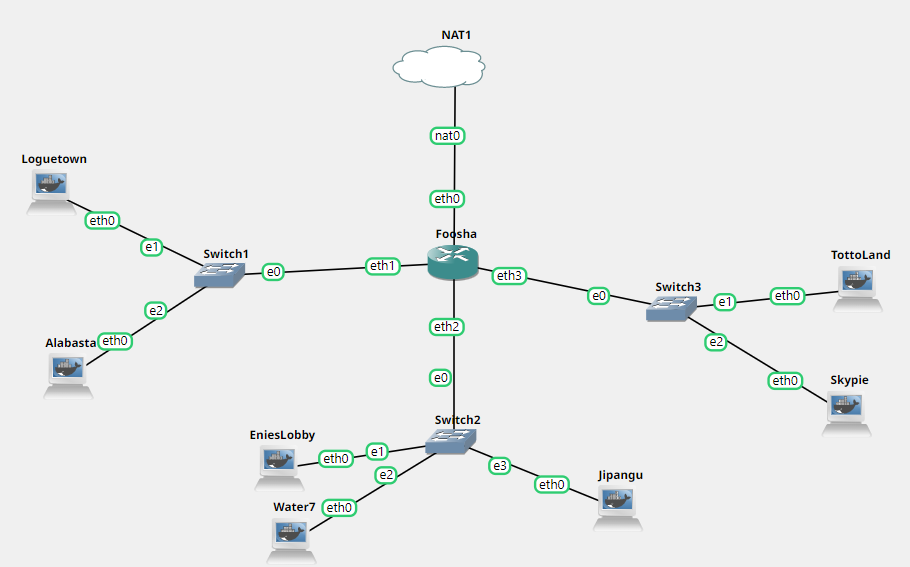 NAT1
nat0
eth0
Foosha
Loguetown
eth0
e1
Switch1
e0
eth1
e2
Alabasta
eth0
eth3
e0
Switch3
e1
eth0
TottoLand
e2
eth0
Skypie
eth2
e0
Switch2
EniesLobby
eth0
e1
e2
Water7
eth0
e3
eth0
Jipangu